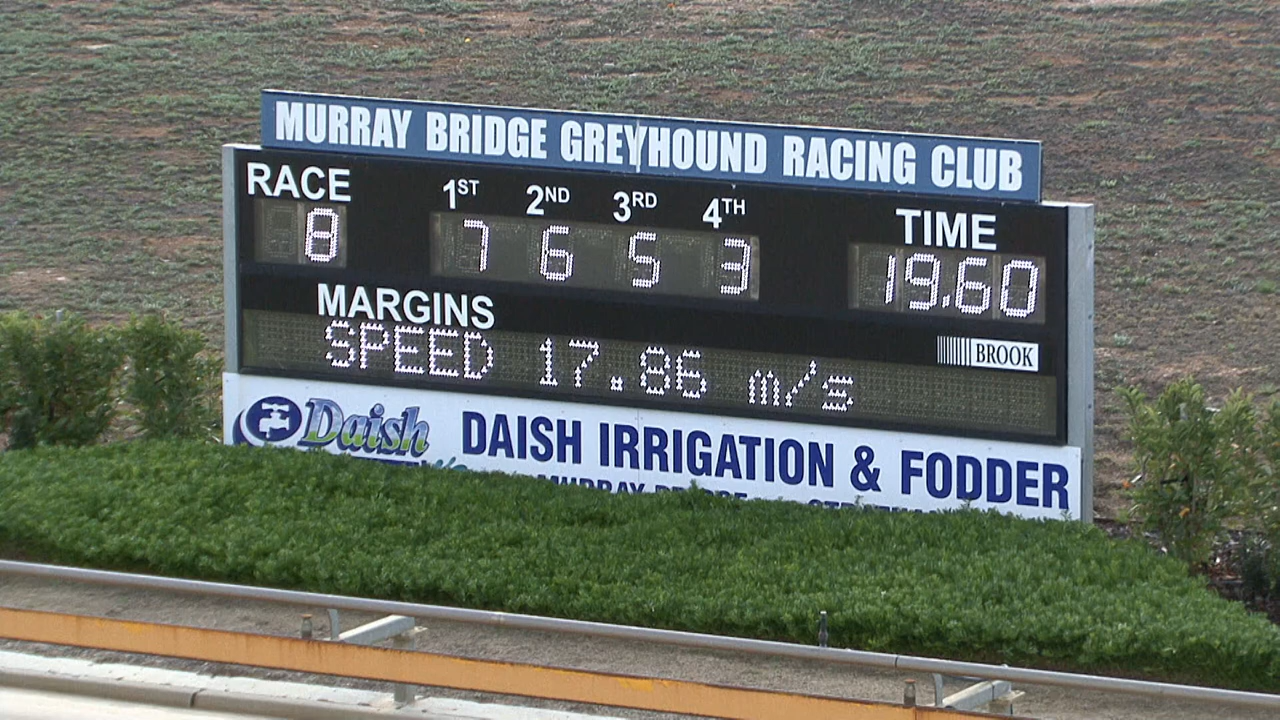 MURRAY BRIDGE GREYHOUND RACING CLUB
RACE 1ST 2ND 3RD 4TH TIME
8 7 6 5 3 19.60
MARGINS
BROOK
SPEED 17.86 m/s
Daish DAISH IRRIGATION & FODDER
MURRAY